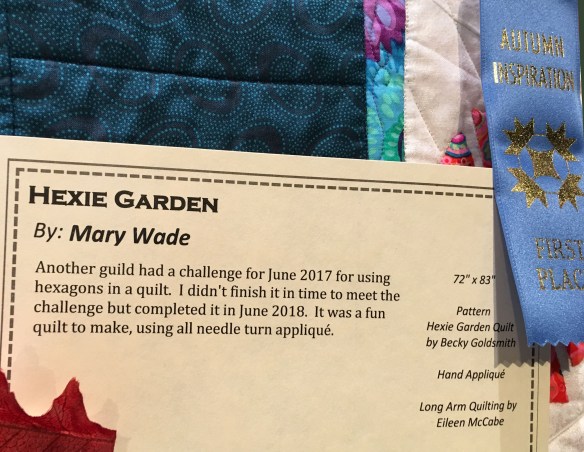 HEXIE GARDEN
By: Mary Wade
Another guild had a challenge for June 2017 for using
hexagons in a quilt. I didn't finish it in time to meet the
challenge but completed it in June 2018. It was a fun
quilt to make, using all needle turn appliqué.
72" x 83"
Pattern
Hexie Garden Quilt
by Becky Goldsmith
Hand Appliqué
Long Arm Quilting by
Eileen McCabe
AUTUMN
INSPIRATION
FIRST
PLACE